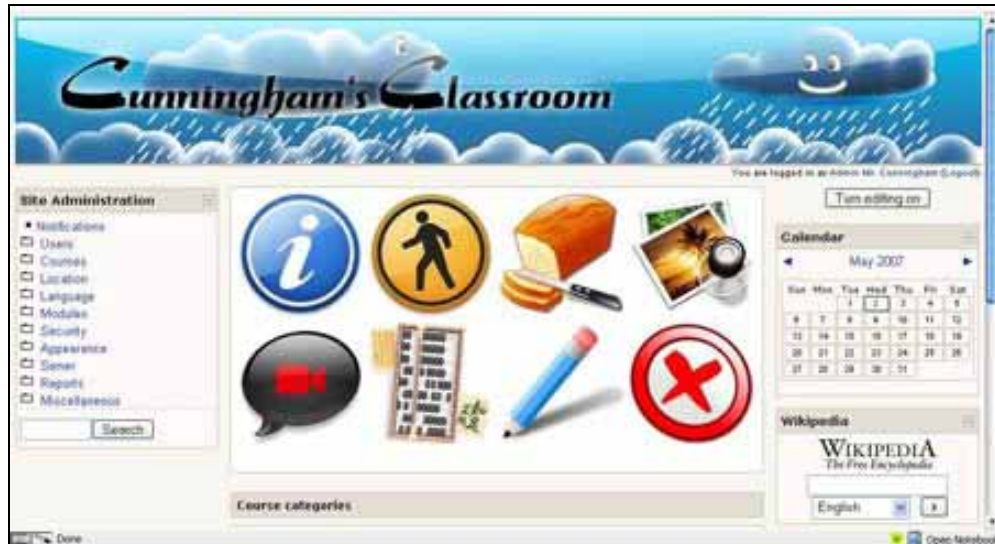 Cunningham's Classroom
You are logged in as Admin Mr. Cunningham (Logout)
Site Administration
Notifications
Users
Courses
Location
Language
Modules
Security
Appearance
Server
Reports
Miscellaneous
Search
Course categories
Turn editing on
Calendar
May 2007
Sun Mon Tue Wed Thu Fri Sat
1 2 3 4 5
6 7 8 9 10 11 12
13 14 15 16 17 18 19
20 21 22 23 24 25 26
27 28 29 30 31
Wikipedia
WIKIPEDIA
The Free Encyclopedia
English
Done
Open Notebook